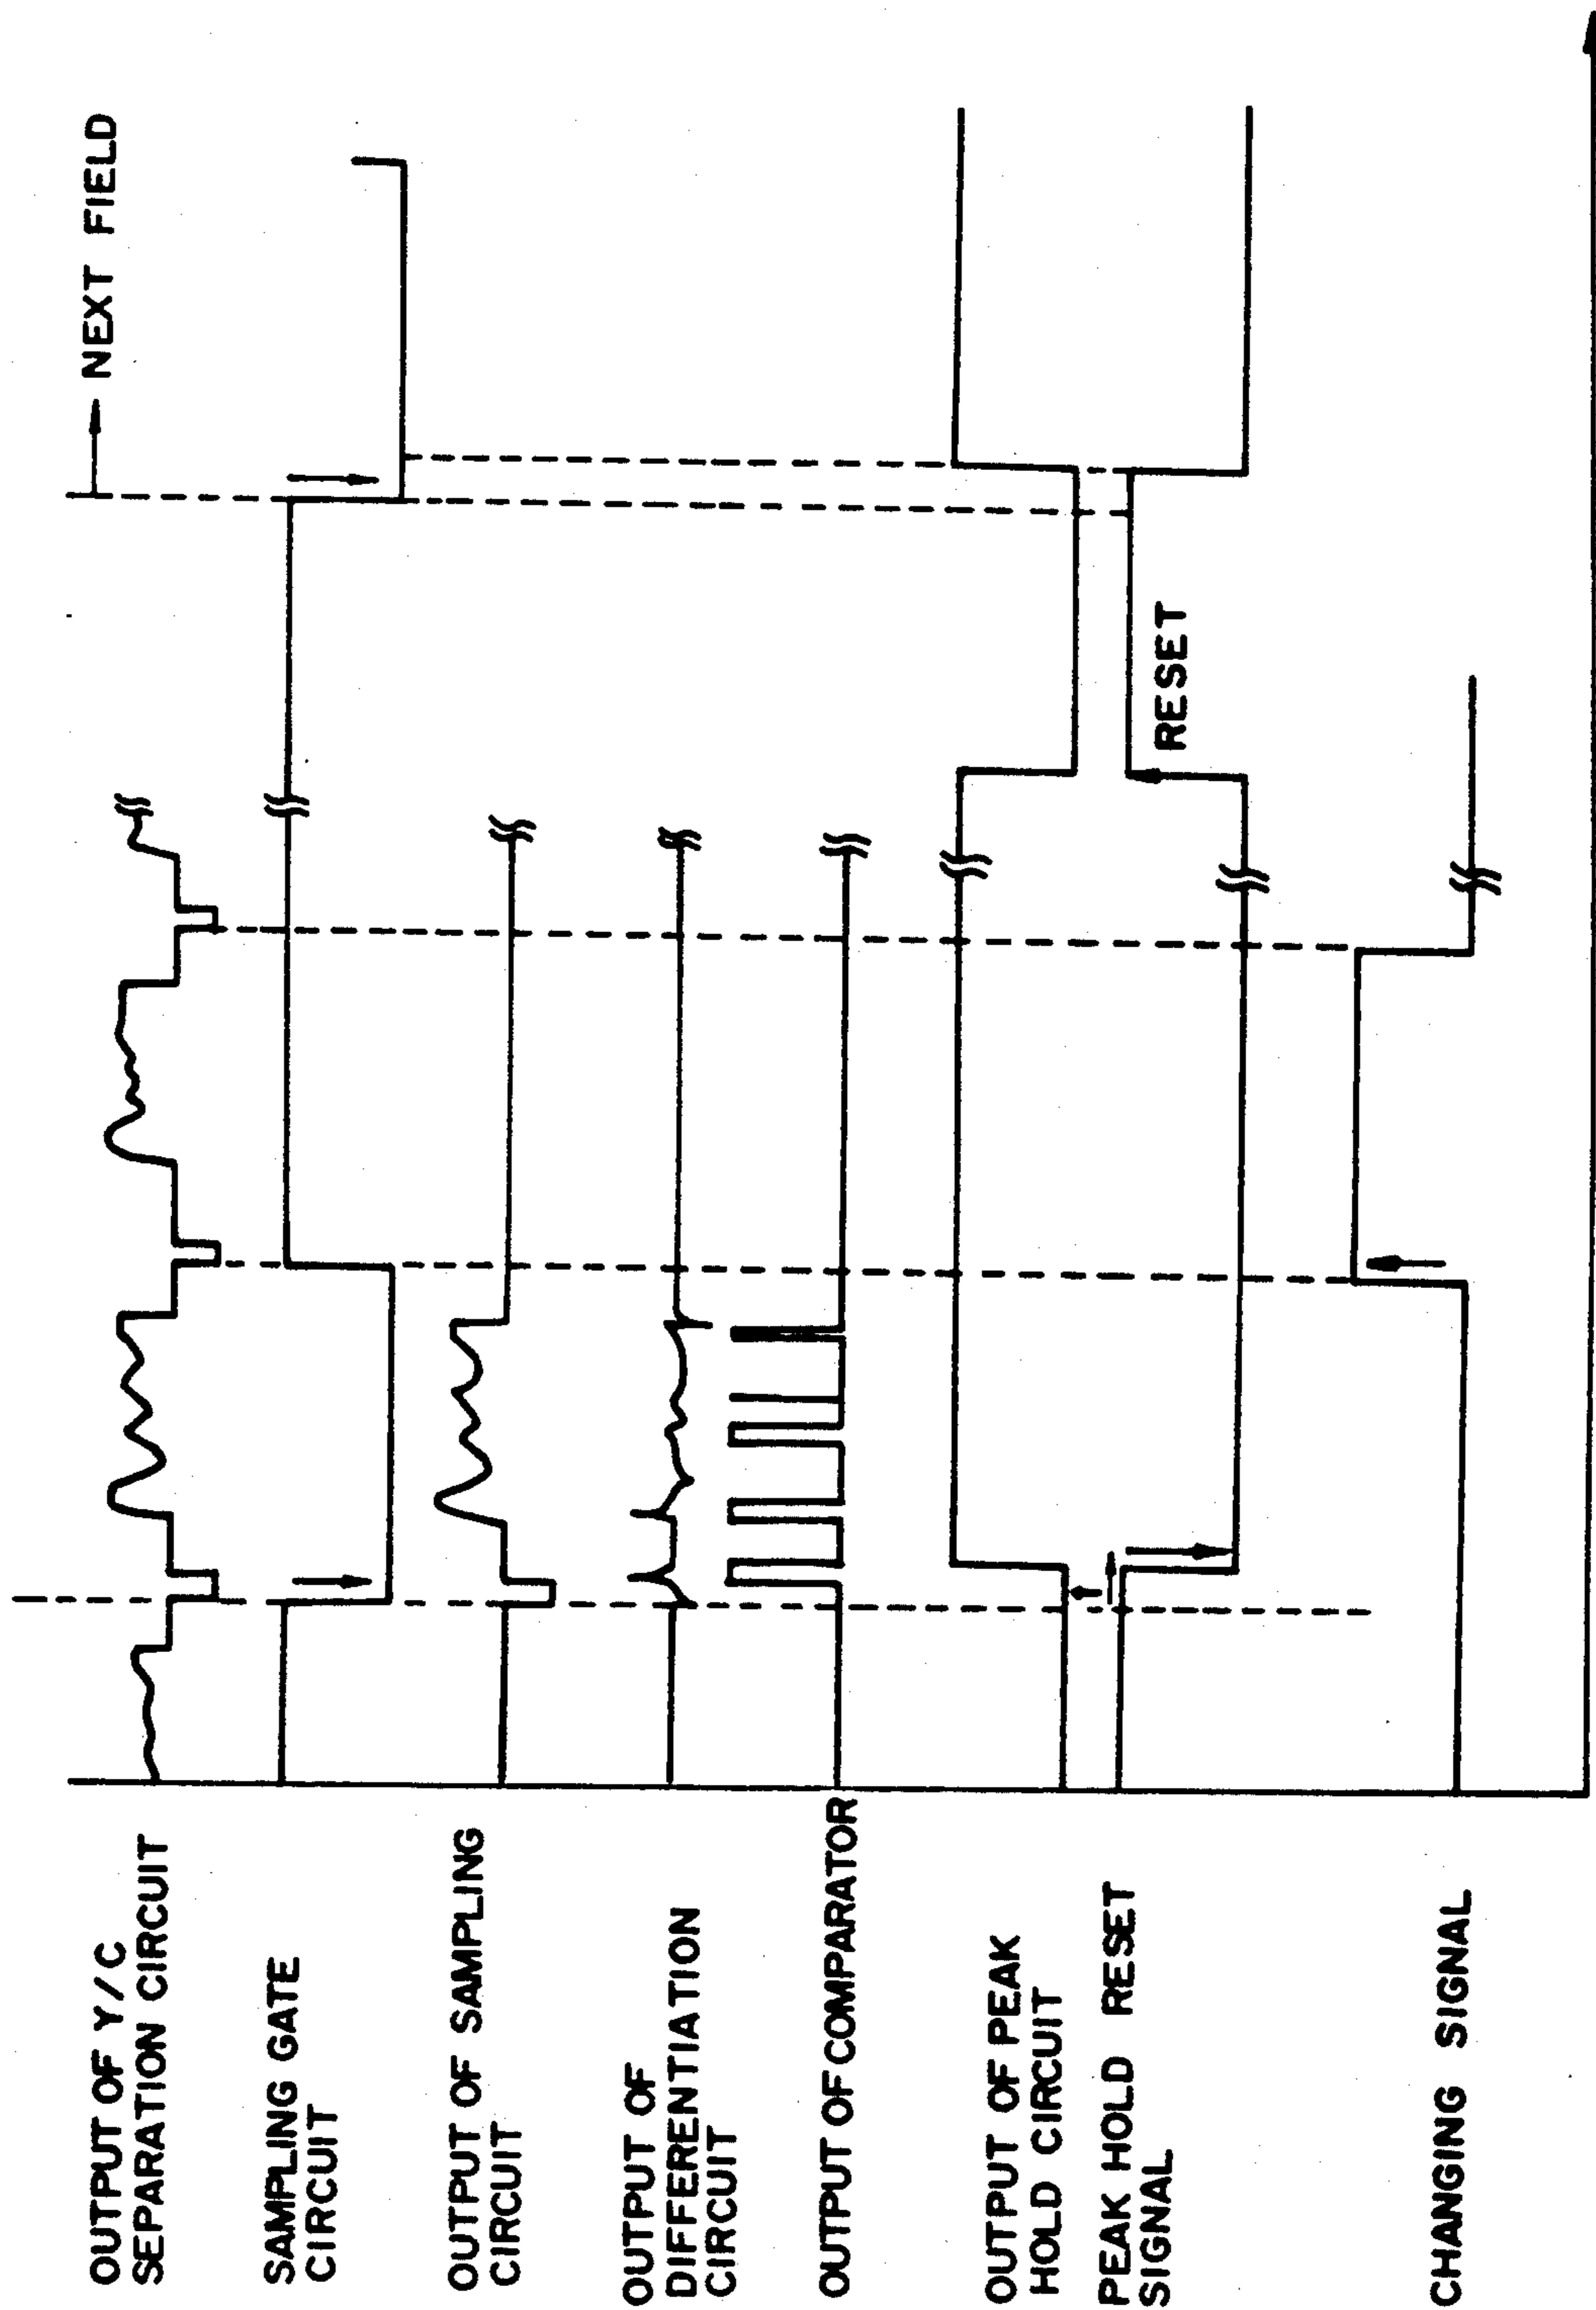 NEXT FIELD
OUTPUT OF Y/C
SEPARATION CIRCUIT
SAMPLING GATE
CIRCUIT
OUTPUT OF SAMPLING
CIRCUIT
OUTPUT OF
DIFFERENTIATION
CIRCUIT
OUTPUT OF COMPARATOR
OUTPUT OF PEAK
HOLD CIRCUIT
PEAK HOLD RESET
SIGNAL
RESET
CHANGING SIGNAL